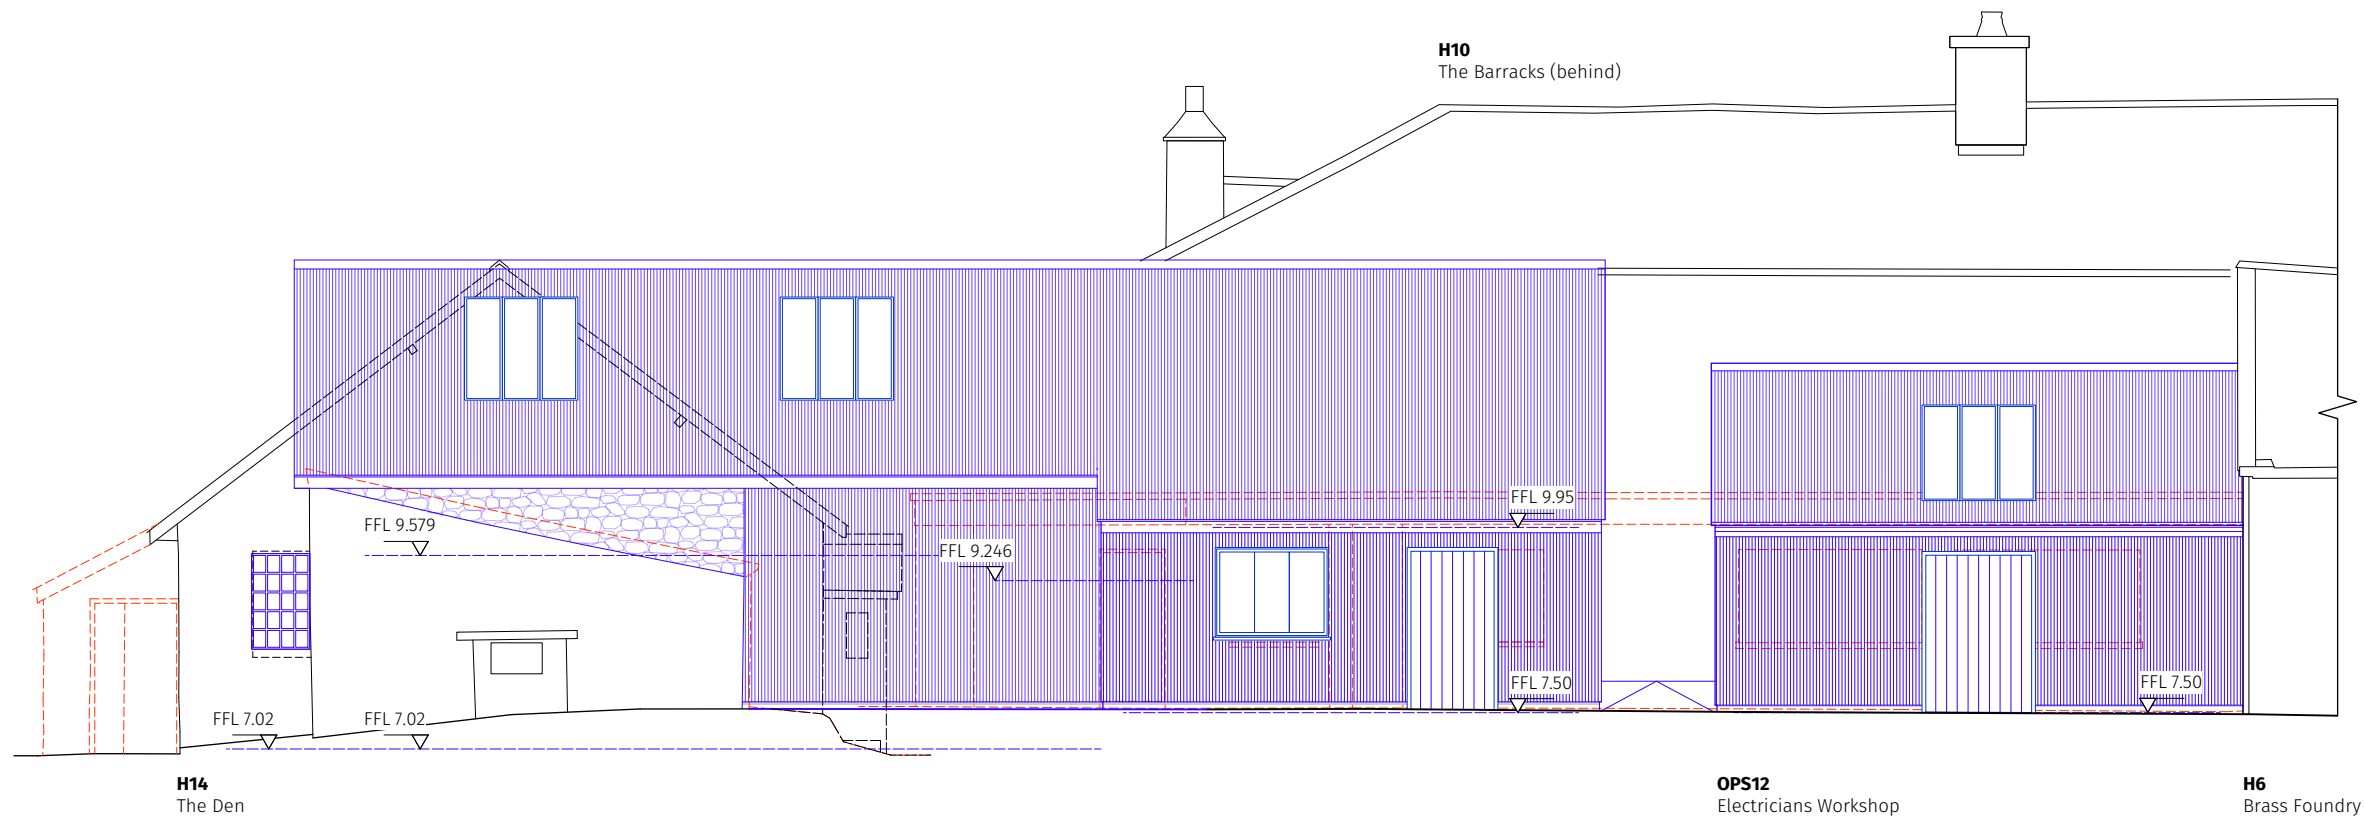 H10
The Barracks (behind)
FFL 9.95
FFL 9.579
FFL 9.246
FFL 7.50
FFL 7.50
FFL 7.02
FFL 7.02
H14
The Den
OPS12
Electricians Workshop
H6
Brass Foundry